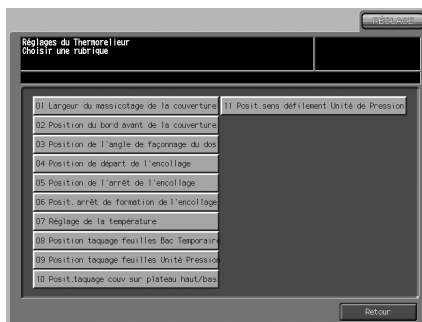 RÉGLAGE
Réglages du Thermorelieur
Choisir une rubrique
01 Largeur du massicotage de la couverture
11 Posit.sens défilement Unité de Pression
02 Position du bord avant de la couverture
03 Position de l'angle de façonnage du dos
04 Position de départ de l'encollage
05 Position de l'arrêt de l'encollage
06 Posit. arrêt de formation de l'encollage
07 Réglage de la température
08 Position taquage feuilles Bac Temporaire
09 Position taquage feuilles Unité Pression
10 Posit.taquage couv sur plateau haut/bas
Retour